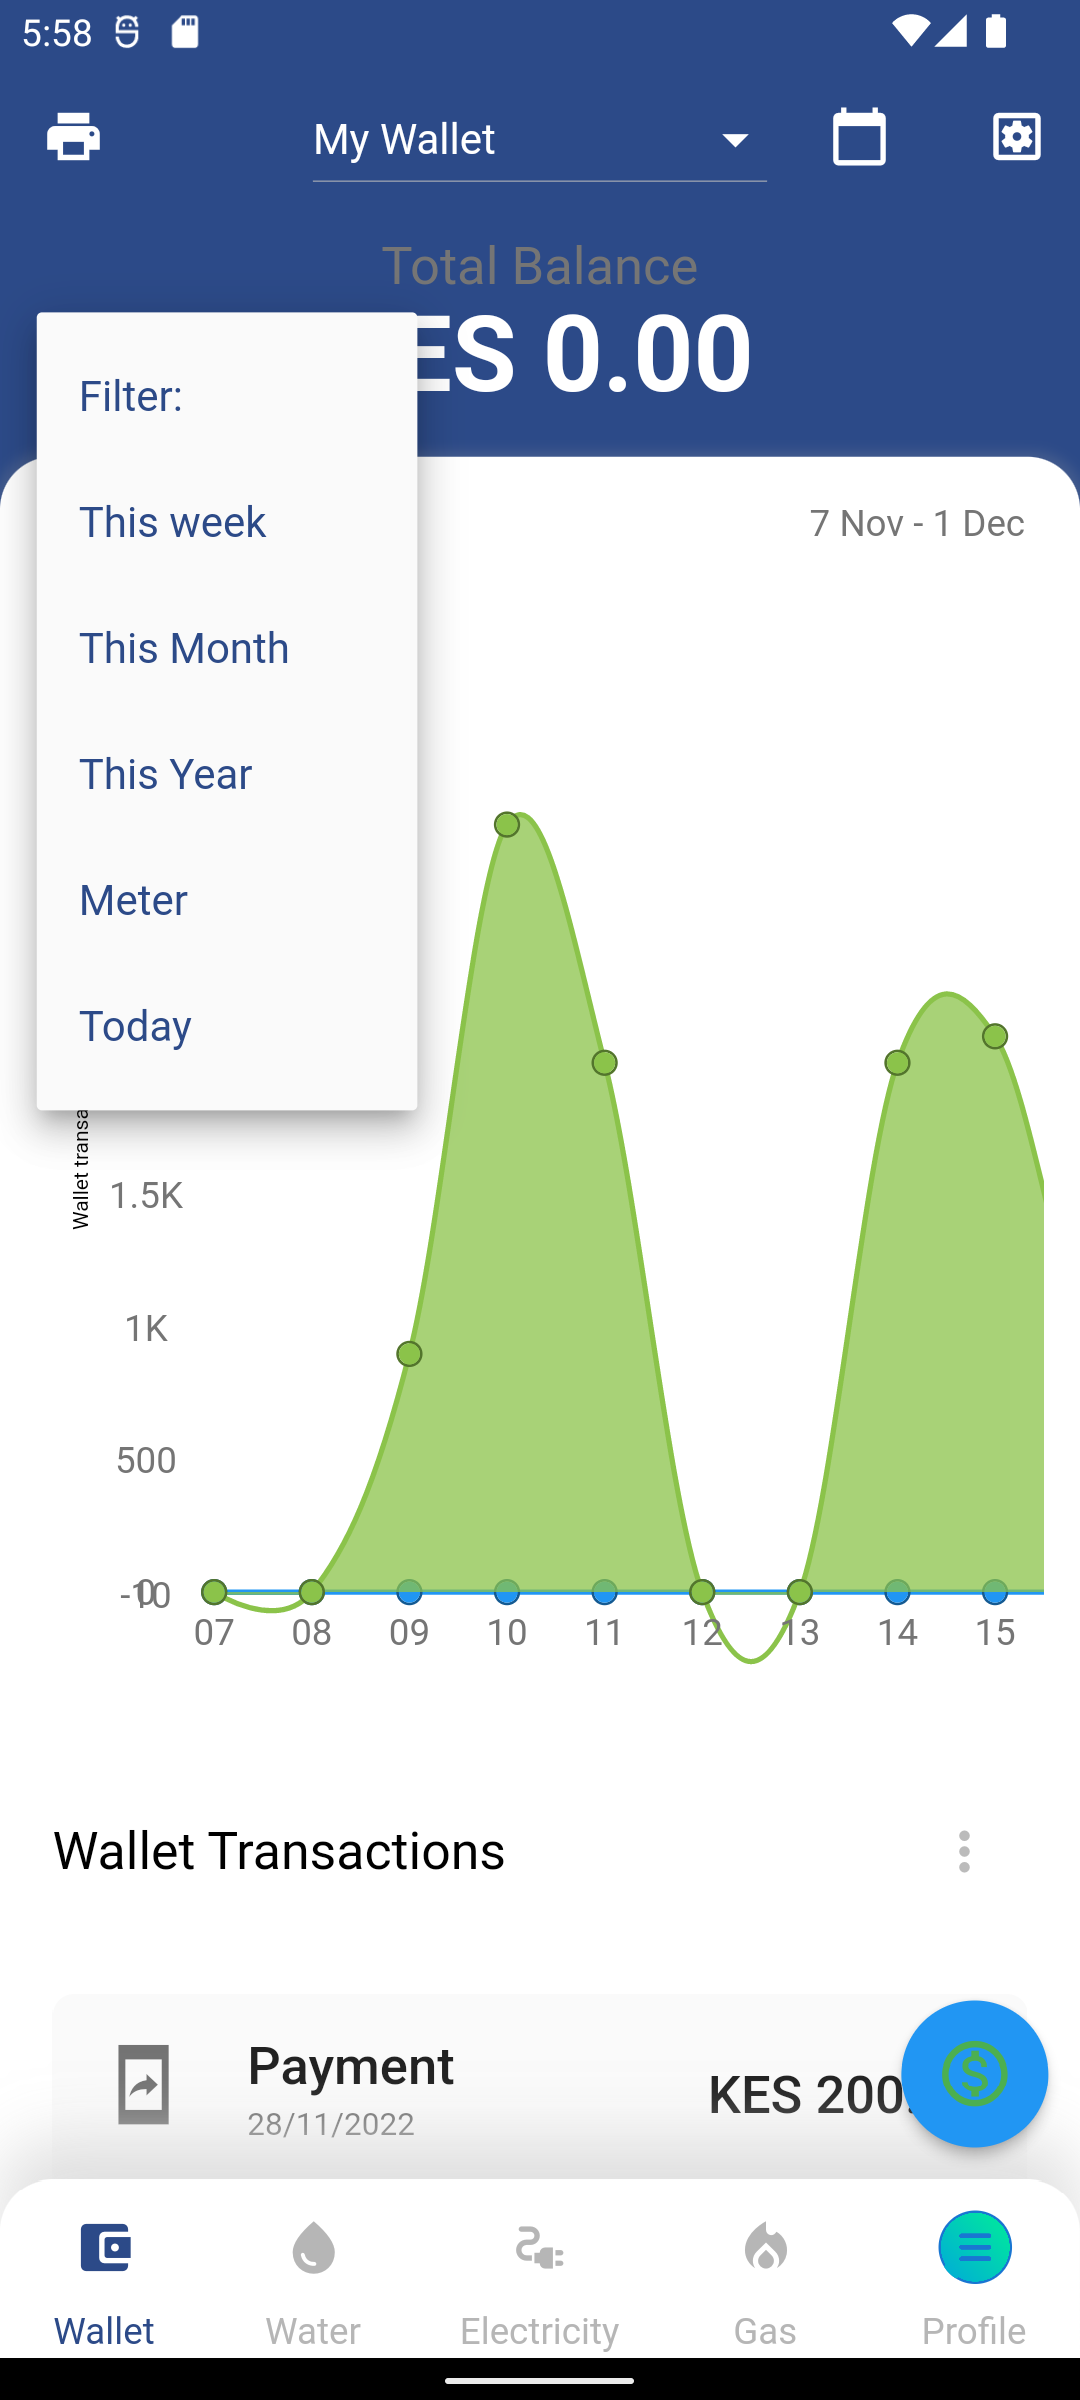 5:58
My Wallet
Total Balance
ES 0.00
Filter:
This week
7 Nov - 1 Dec
This Month
This Year
Meter
Today
Wallet transa
1.5K
1K
500
0
-10
07 08 09 10 11 12 13 14 15
Wallet Transactions
Payment
KES 200.
28/11/2022
Wallet Water Electricity Gas Profile